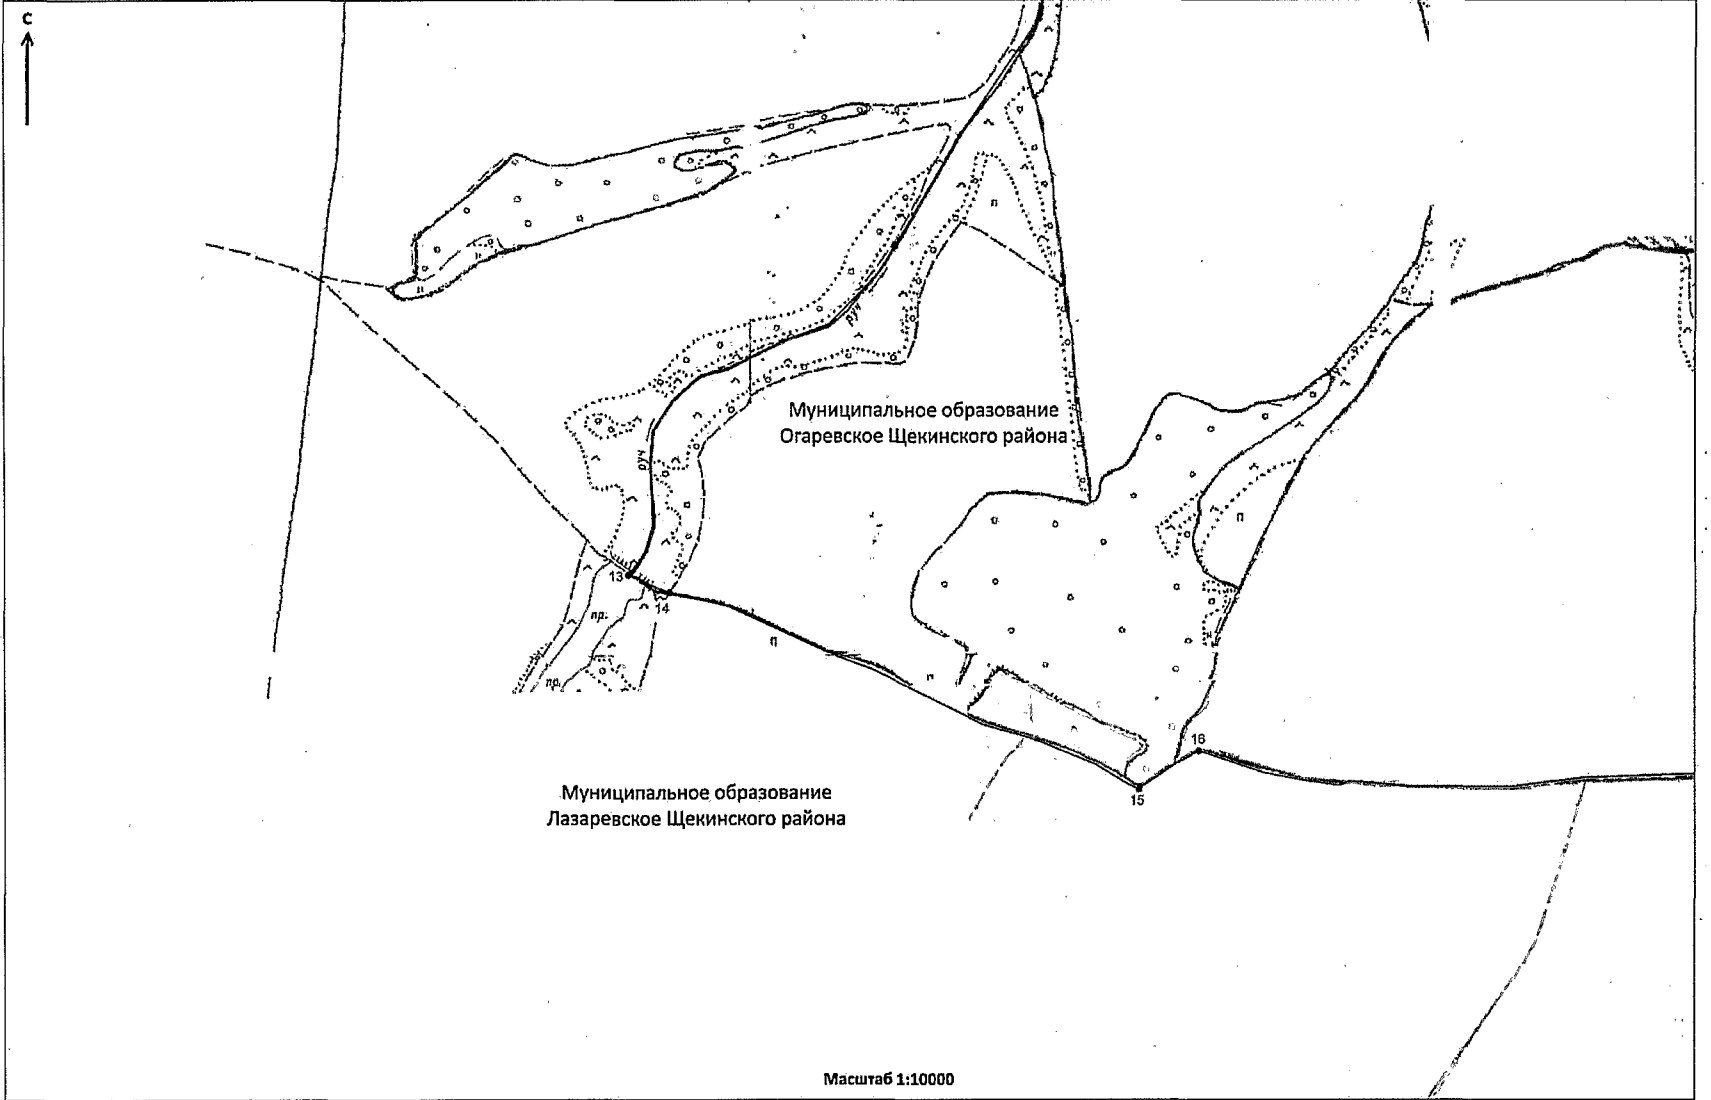 С
П
руч
Муниципальное образование
Огаревское Щекинского района
руч
П
13
14
пр.
П
пр.
16
15
Муниципальное образование
Лазаревское Щекинского района
Масштаб 1:10000